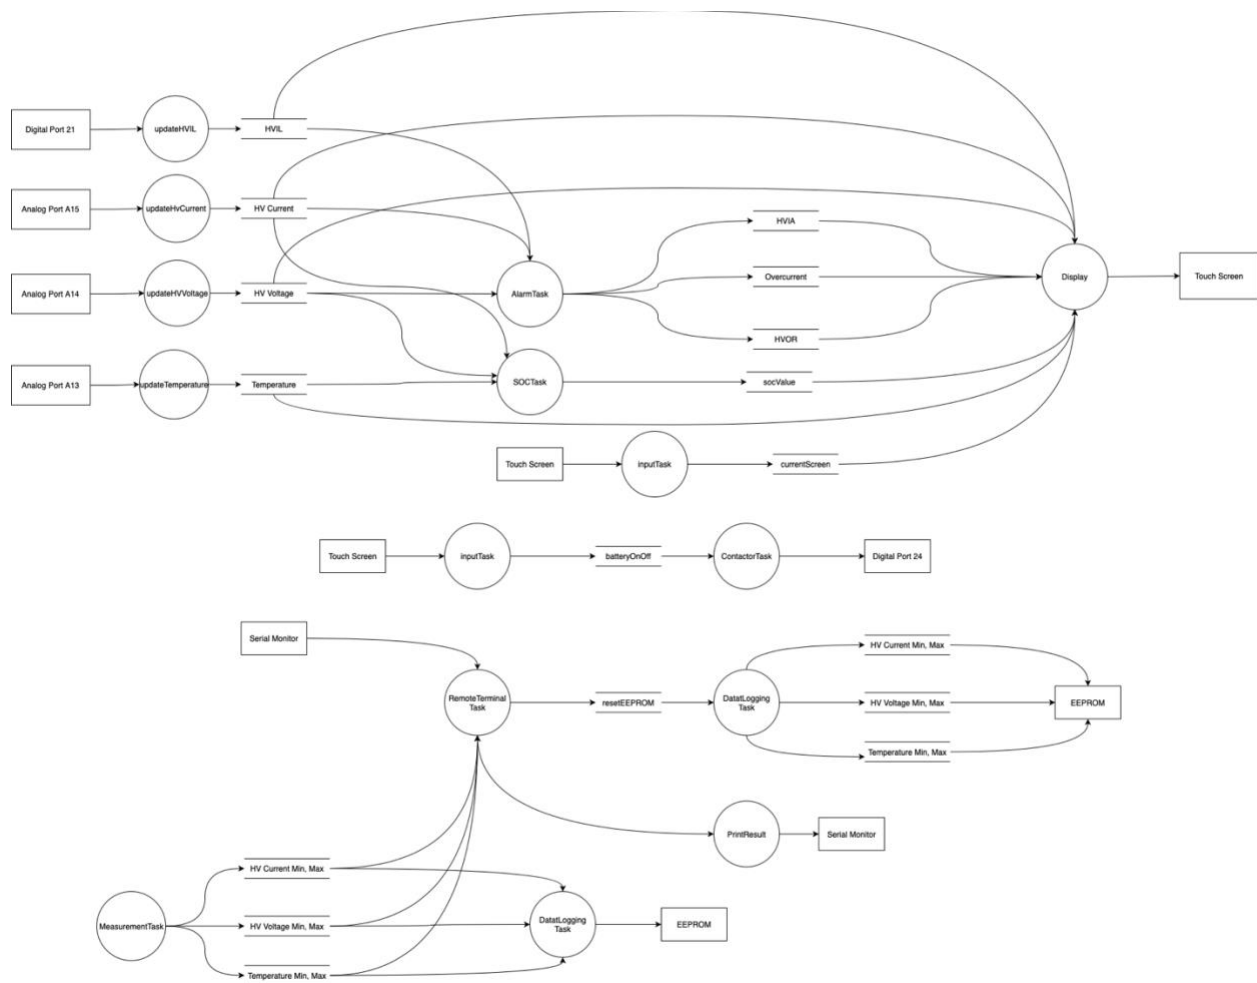 Digital Port 21
updateHVIL
HVIL
Analog Port A15
updateHvCurrent
HV Current
HVIA
Analog Port A14
updateHVVoltage
HV Voltage
AlarmTask
Overcurrent
Display
Touch Screen
HVOR
Analog Port A13
updateTemperature
Temperature
SOCTask
socValue
Touch Screen
inputTask
currentScreen
Touch Screen
inputTask
batteryOnOff
ContactorTask
Digital Port 24
Serial Monitor
HV Current Min, Max
RemoteTerminal
Task
resetEEPROM
DatatLogging
Task
HV Voltage Min, Max
EEPROM
Temperature Min, Max
PrintResult
Serial Monitor
HV Current Min, Max
MeasurementTask
HV Voltage Min, Max
DatatLogging
Task
EEPROM
Temperature Min, Max